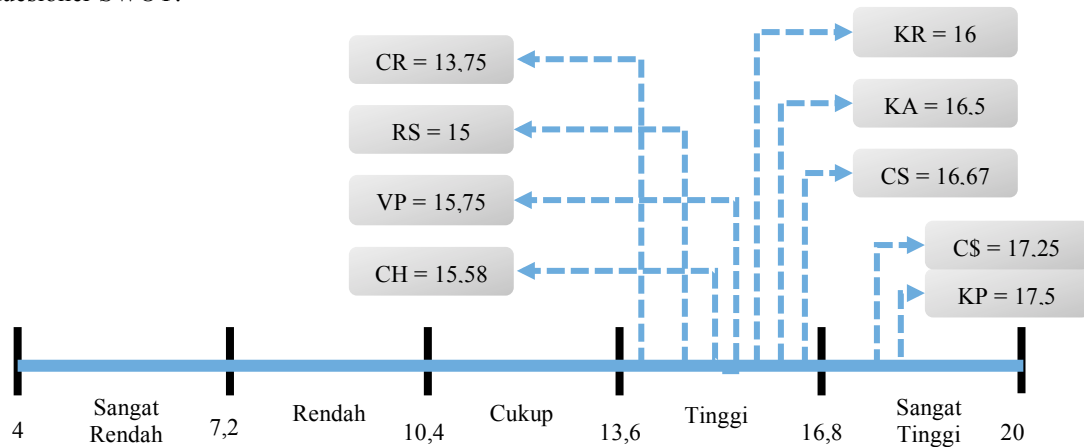 CR = 13,75
RS = 15
VP = 15,75
CH = 15.58
KR = 16
KA = 16.5
CS = 16.67
C$ = 17.25
KP = 17.5
4
Sangat
Rendah
7,2
Rendah
10,4
Cukup
13,6
Tinggi
16,8
Sangat
Tinggi
20